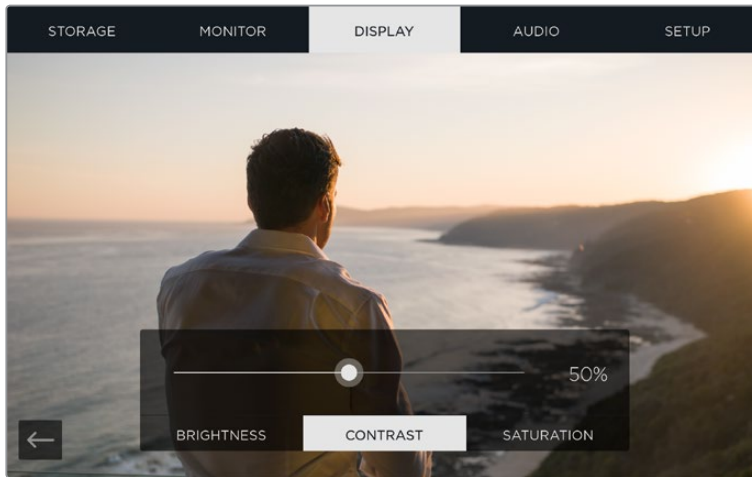 STORAGE MONITOR DISPLAY AUDIO SETUP
50%
BRIGHTNESS CONTRAST SATURATION